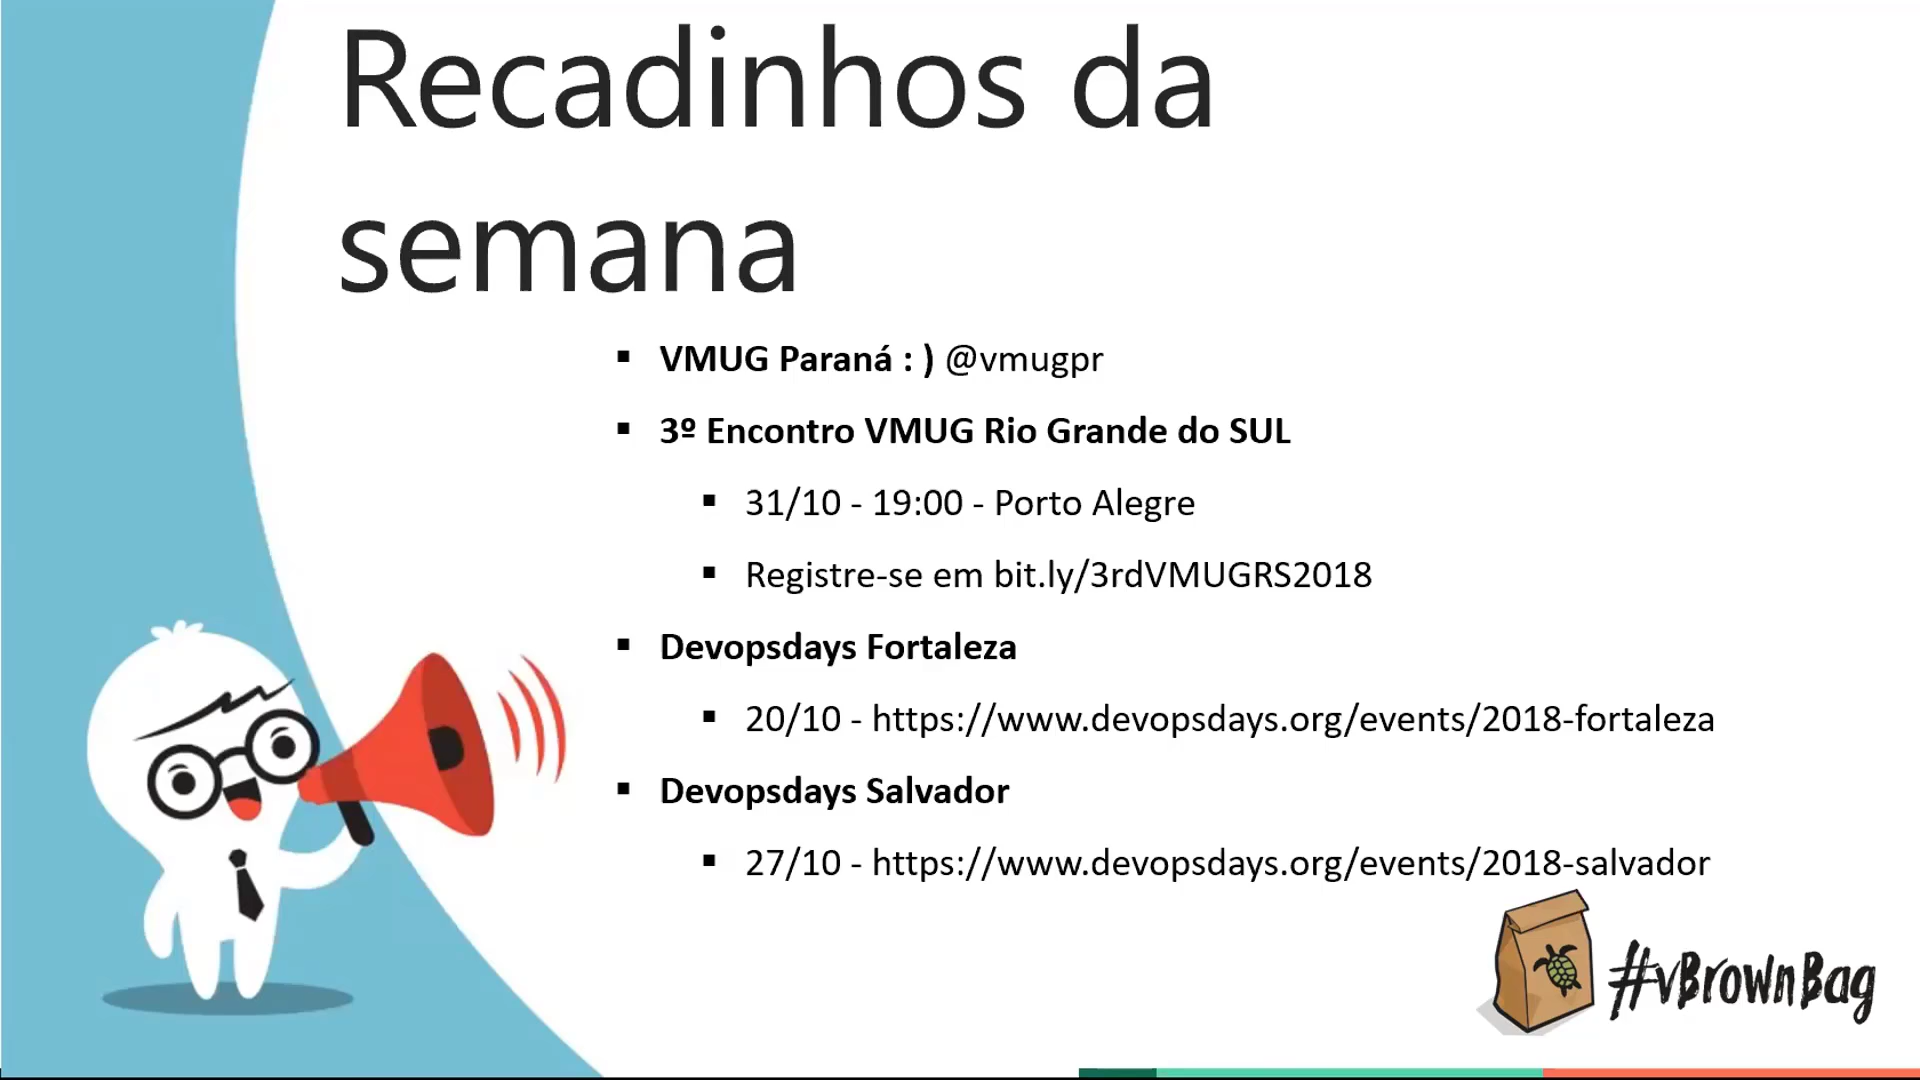 Recadinhos da
semana
VMUG Paraná : ) @vmugpr
3º Encontro VMUG Rio Grande do SUL
31/10 - 19:00 - Porto Alegre
Registre-se em bit.ly/3rdVMUGRS2018
Devopsdays Fortaleza
20/10 - https://www.devopsdays.org/events/2018-fortaleza
Devopsdays Salvador
27/10 - https://www.devopsdays.org/events/2018-salvador
#vBrownBag